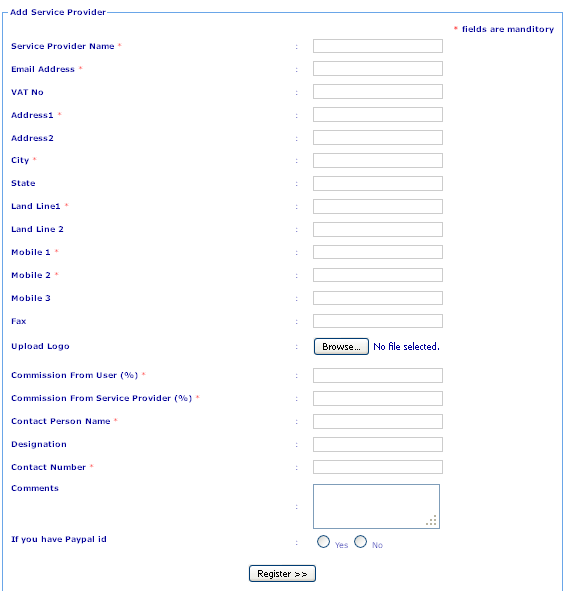 Add Service Provider
* fields are manditory
Service Provider Name * :
Email Address * :
VAT No :
Address1 * :
Address2 :
City * :
State :
Land Line1 * :
Land Line 2 :
Mobile 1 * :
Mobile 2 * :
Mobile 3 :
Fax :
Upload Logo : Browse... No file selected.
Commission From User (%) * :
Commission From Service Provider (%) * :
Contact Person Name * :
Designation :
Contact Number * :
Comments :
If you have Paypal id : Yes No
Register >>